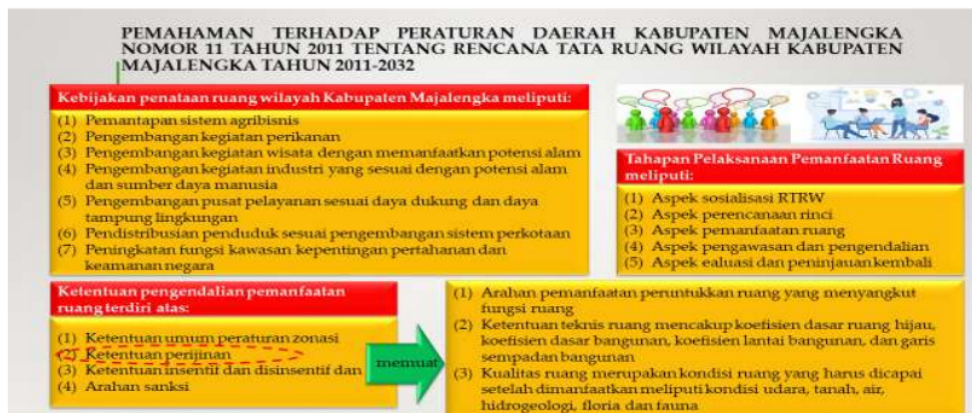 PEMAHAMAN TERHADAP PERATURAN DAERAH KABUPATEN MAJALENGKA
NOMOR 11 TAHUN 2011 TENTANG RENCANA TATA RUANG WILAYAH KABUPATEN
MAJALENGKA TAHUN 2011-2032
Kebijakan penataan ruang wilayah Kabupaten Majalengka meliputi:
(1) Pemantapan sistem agribisnis
(2) Pengembangan kegiatan perikanan
(3) Pengembangan kegiatan wisata dengan memanfaatkan potensi alam
(4) Pengembangan kegiatan industri yang sesuai dengan potensi alam
dan sumber daya manusia
(5) Pengembangan pusat pelayanan sesuai daya dukung dan daya
tampung lingkungan
(6) Pendistribusian penduduk sesuai pengembangan sistem perkotaan
(7) Peningkatan fungsi kawasan kepentingan pertahanan dan
keamanan negara
Tahapan Pelaksanaan Pemanfaatan Ruang
meliputi:
(1) Aspek sosialisasi RTRW
(2) Aspek perencanaan rinci
(3) Aspek pemanfaatan ruang
(4) Aspek pengawasan dan pengendalian
(5) Aspek ealuasi dan peninjauan kembali
Ketentuan pengendalian pemanfaatan
ruang terdiri atas:
(1) Ketentuan umum peraturan zonasi
(2) Ketentuan perijinan
(3) Ketentuan insentif dan disinsentif dan
(4) Arahan sanksi
memuat
(1) Arahan pemanfaatan peruntukkan ruang yang menyangkut
fungsi ruang
(2) Ketentuan teknis ruang mencakup koefisien dasar ruang hijau,
koefisien dasar bangunan, koefisien lantai bangunan, dan garis
sempadan bangunan
(3) Kualitas ruang merupakan kondisi ruang yang harus dicapai
setelah dimanfaatkan meliputi kondisi udara, tanah, air,
hidrogeologi, floria dan fauna